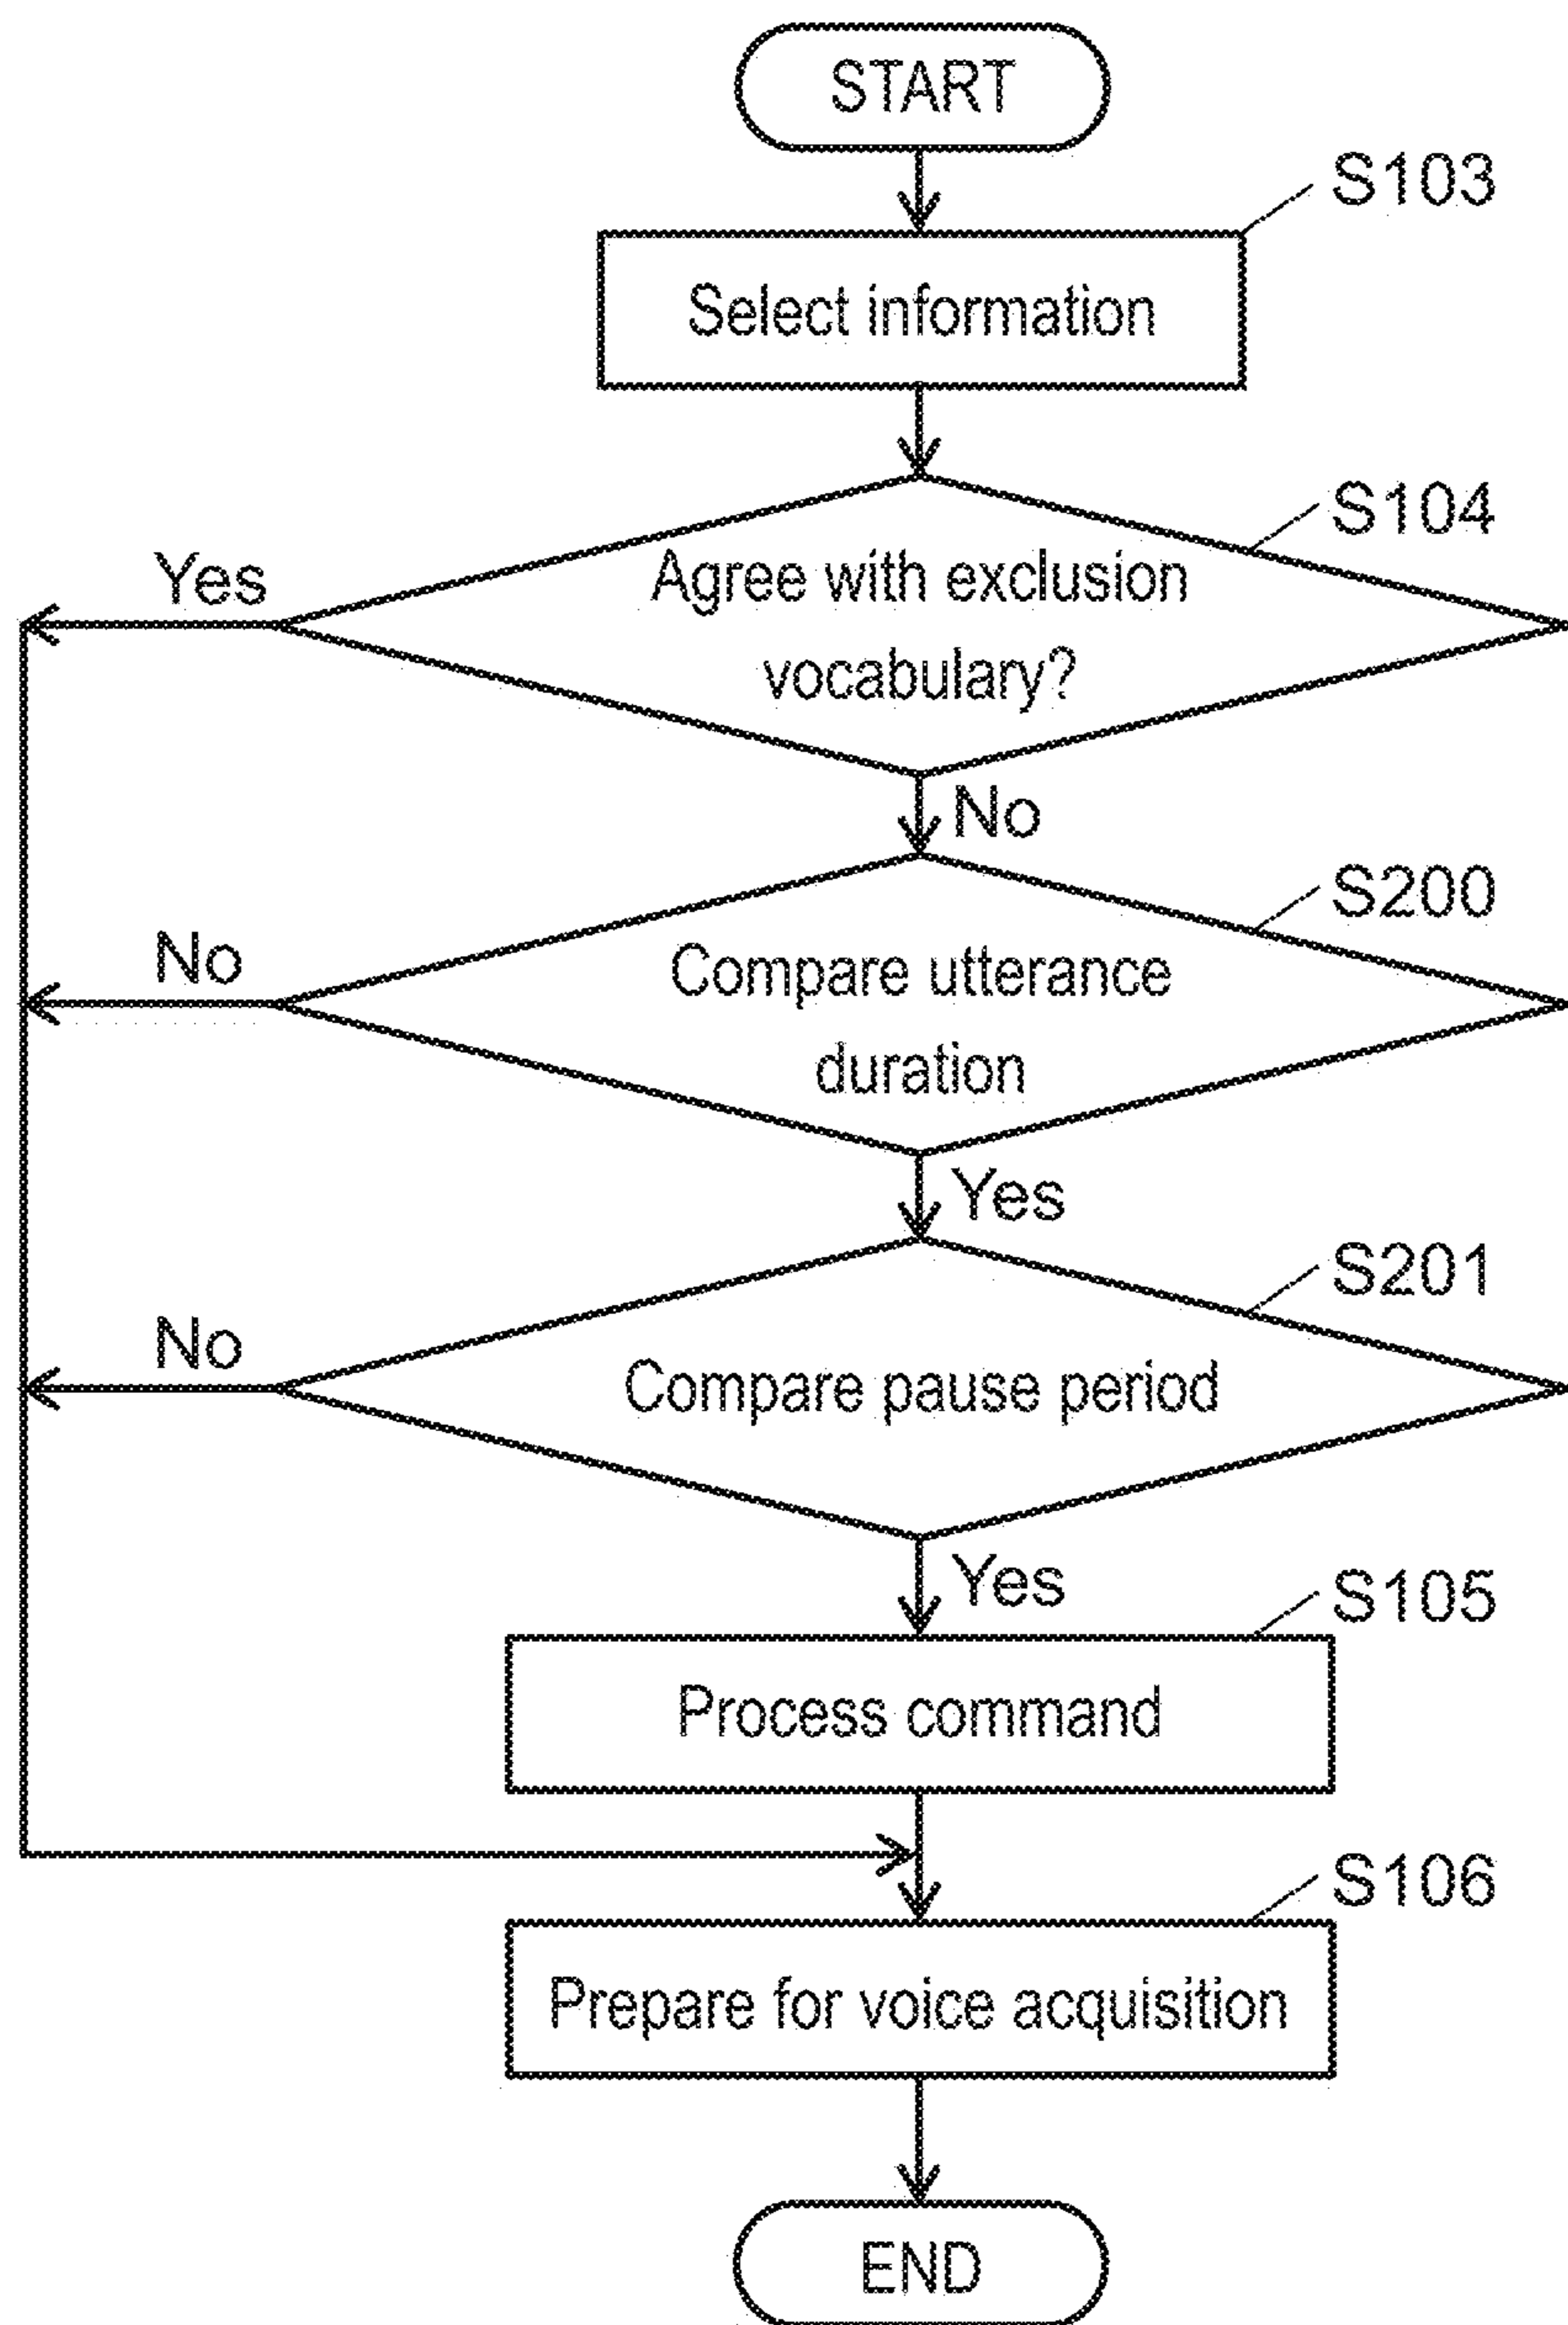 START
S103
Select information
S104
Yes
Agree with exclusion
vocabulary?
No
S200
No
Compare utterance
duration
Yes
S201
No
Compare pause period
Yes
S105
Process command
S106
Prepare for voice acquisition
END